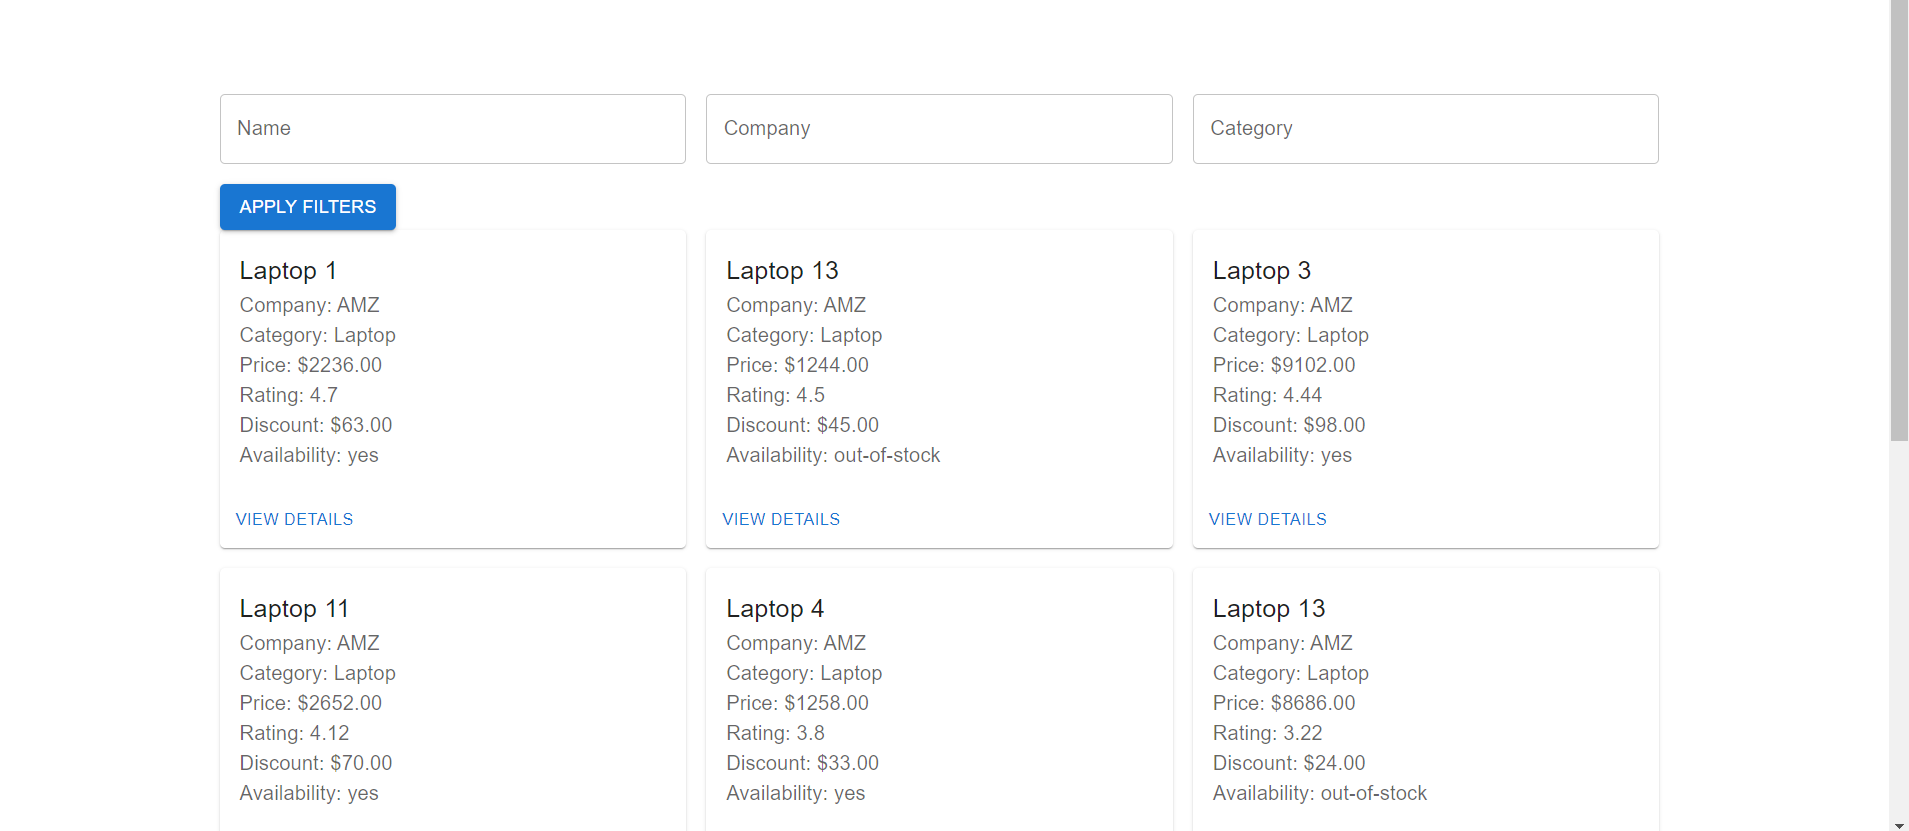 Name
Company
Category
APPLY FILTERS
Laptop 1
Company: AMZ
Category: Laptop
Price: $2236.00
Rating: 4.7
Discount: $63.00
Availability: yes
VIEW DETAILS
Laptop 13
Company: AMZ
Category: Laptop
Price: $1244.00
Rating: 4.5
Discount: $45.00
Availability: out-of-stock
VIEW DETAILS
Laptop 3
Company: AMZ
Category: Laptop
Price: $9102.00
Rating: 4.44
Discount: $98.00
Availability: yes
VIEW DETAILS
Laptop 11
Company: AMZ
Category: Laptop
Price: $2652.00
Rating: 4.12
Discount: $70.00
Availability: yes
Laptop 4
Company: AMZ
Category: Laptop
Price: $1258.00
Rating: 3.8
Discount: $33.00
Availability: yes
Laptop 13
Company: AMZ
Category: Laptop
Price: $8686.00
Rating: 3.22
Discount: $24.00
Availability: out-of-stock